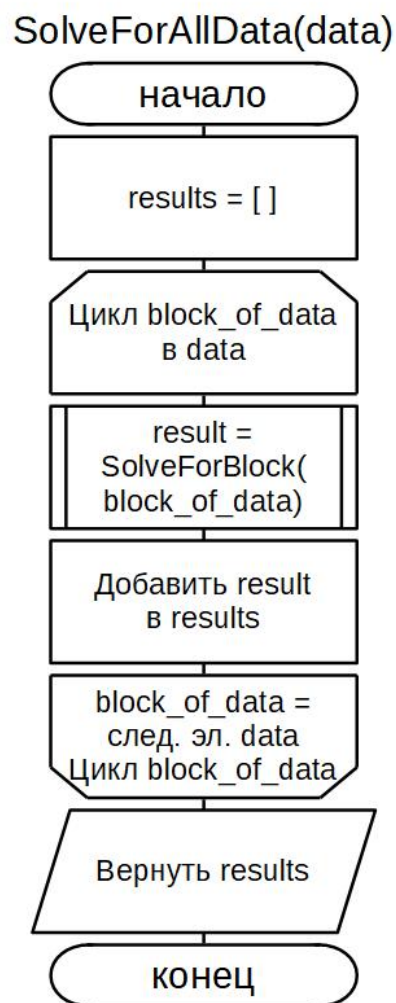 SolveForAllData(data)
начало
results = [ ]
Цикл block_of_data
в data
result =
SolveForBlock(
block_of_data)
Добавить result
в results
block_of_data =
след. эл. data
Цикл block_of_data
Вернуть results
конец